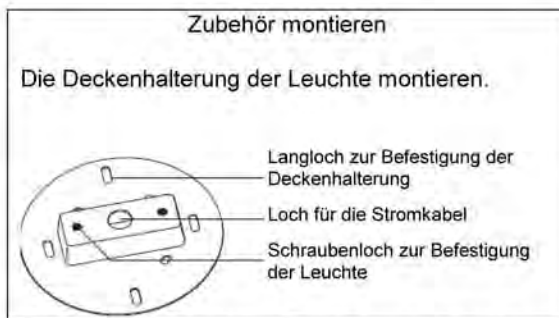 Zubehör montieren
Die Deckenhalterung der Leuchte montieren.
Langloch zur Befestigung der
Deckenhalterung
Loch für die Stromkabel
Schraubenloch zur Befestigung
der Leuchte